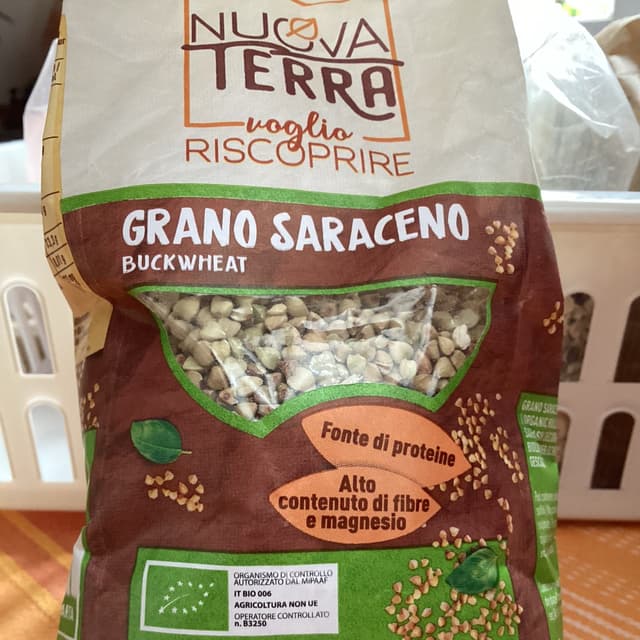 NUOVA
TERRA
voglio
RISCOPRIRE
GRANO SARACENO
BUCKWHEAT
Fonte di proteine
Alto
contenuto di fibre
e magnesio
ORGANISMO DI CONTROLLO
AUTORIZZATO DAL MiPAAF
IT BIO 006
AGRICOLTURA NON UE
OPERATORE CONTROLLATO
n. B3250